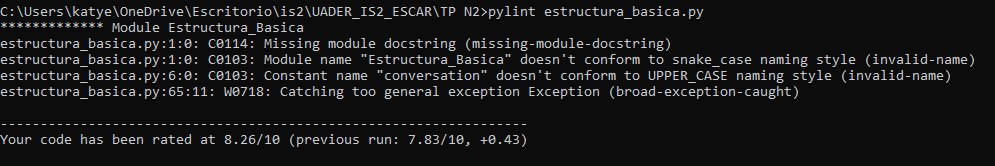 C:\Users\katye\OneDrive\Escritorio\is2\UADER_IS2_ESCAR\TP N2>pylint estructura_basica.py
************* Module Estructura_Basica
estructura_basica.py:1:0: C0114: Missing module docstring (missing-module-docstring)
estructura_basica.py:1:0: C0103: Module name "Estructura_Basica" doesn't conform to snake_case naming style (invalid-name)
estructura_basica.py:6:0: C0103: Constant name "conversation" doesn't conform to UPPER_CASE naming style (invalid-name)
estructura_basica.py:65:11: W0718: Catching too general exception Exception (broad-exception-caught)
------------------------------------------------------------------
Your code has been rated at 8.26/10 (previous run: 7.83/10, +0.43)